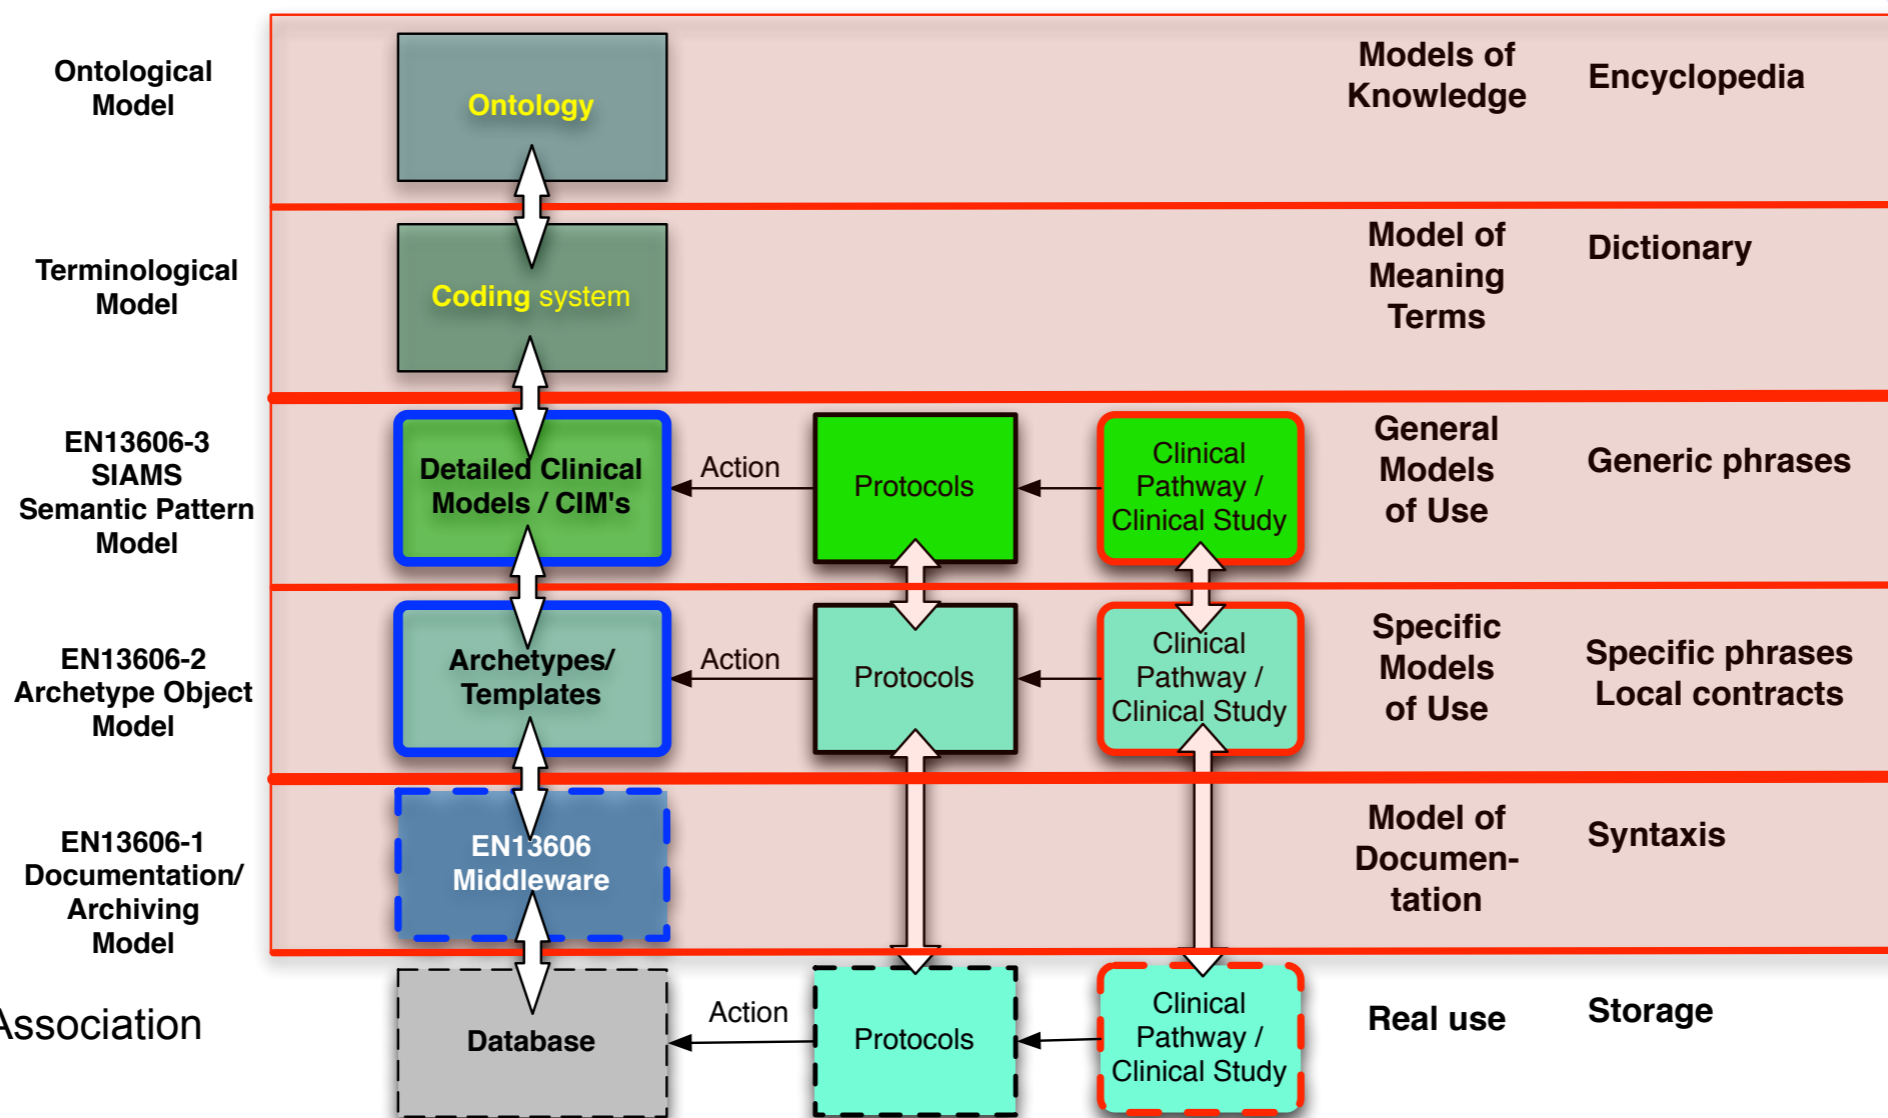 Ontological
Model
Ontology
Models of
Knowledge
Encyclopedia
Terminological
Model
Coding system
Model of
Meaning
Terms
Dictionary
EN13606-3
SIAMS
Semantic Pattern
Model
Detailed Clinical
Models / CIM's
Action
Protocols
Clinical
Pathway /
Clinical Study
General
Models
of Use
Generic phrases
EN13606-2
Archetype Object
Model
Archetypes/
Templates
Action
Protocols
Clinical
Pathway /
Clinical Study
Specific
Models
of Use
Specific phrases
Local contracts
EN13606-1
Documentation/
Archiving
Model
EN13606
Middleware
Model of
Documen-
tation
Syntaxis
Association
Database
Action
Protocols
Clinical
Pathway /
Clinical Study
Real use
Storage